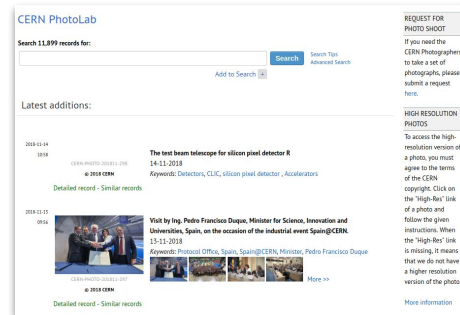 CERN PhotoLab
Search 11,899 records for:
Search
Search Tips
Advanced Search
Add to Search +
Latest additions:
2018-11-14
10:58
CERN-PHOTO-201811-298
© 2018 CERN
Detailed record - Similar records
The test beam telescope for silicon pixel detector R
14-11-2018
Keywords: Detectors, CLIC, silicon pixel detector , Accelerators
2018-11-13
09:56
CERN-PHOTO-201811-297
© 2018 CERN
Detailed record - Similar records
Visit by Ing. Pedro Francisco Duque, Minister for Science, Innovation and
Universities, Spain, on the occasion of the industrial event Spain@CERN.
13-11-2018
Keywords: Protocol Office, Spain, Spain@CERN, Minister, Pedro Francisco Duque
More >>
REQUEST FOR
PHOTO SHOOT
If you need the
CERN Photographers
to take a set of
photographs, please
submit a request
here.
HIGH RESOLUTION
PHOTOS
To access the high-
resolution version of
a photo, you must
agree to the terms
of the CERN
copyright. Click on
the "High-Res" link
of a photo and
follow the given
instructions. When
the "High-Res" link
is missing, it means
that we do not have
a higher resolution
version of the photo
More information